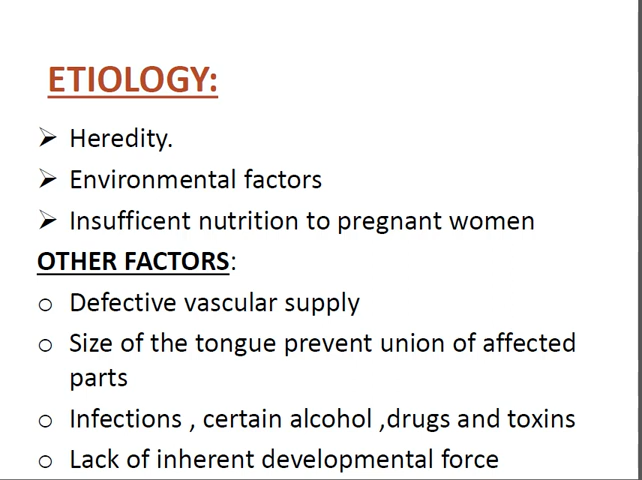 ETIOLOGY:
➢ Heredity.
➢ Environmental factors
➢ Insufficent nutrition to pregnant women
OTHER FACTORS:
o Defective vascular supply
o Size of the tongue prevent union of affected
parts
o Infections , certain alcohol ,drugs and toxins
o Lack of inherent developmental force